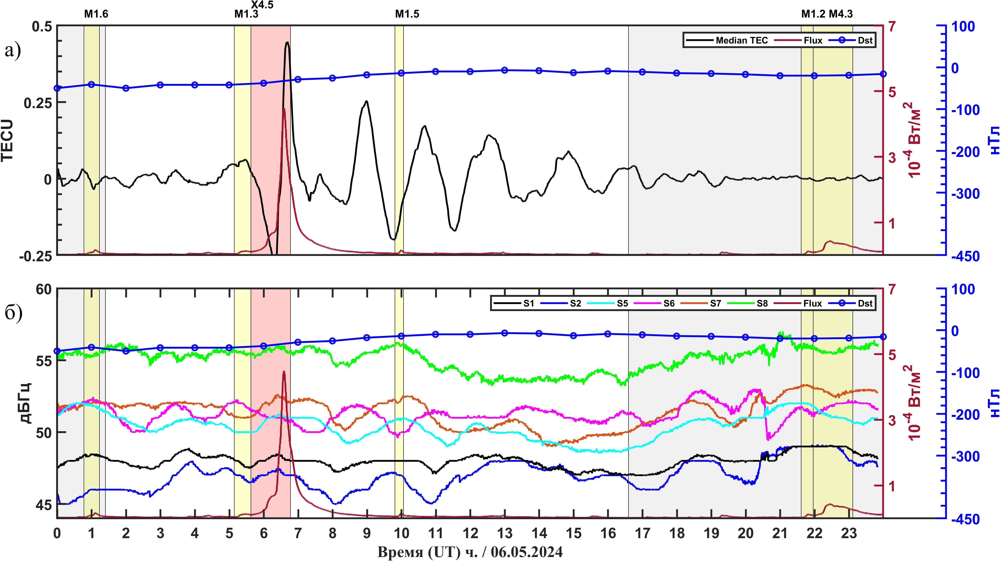 X4.5
M1.6 M1.3 M1.5 M1.2 M4.3
а)
0.5
0.25
0
-0.25
TECU
Median TEC Flux Dst
7
5
3
1
10-4 Вт/м2
100
0
-100
-200
-300
-450
нТл
б)
60
55
50
45
дБГц
S1 S2 S5 S6 S7 S8 Flux Dst
7
5
3
1
10-4 Вт/м2
100
0
-100
-200
-300
-450
нТл
0 1 2 3 4 5 6 7 8 9 10 11 12 13 14 15 16 17 18 19 20 21 22 23
Время (UT) ч. / 06.05.2024